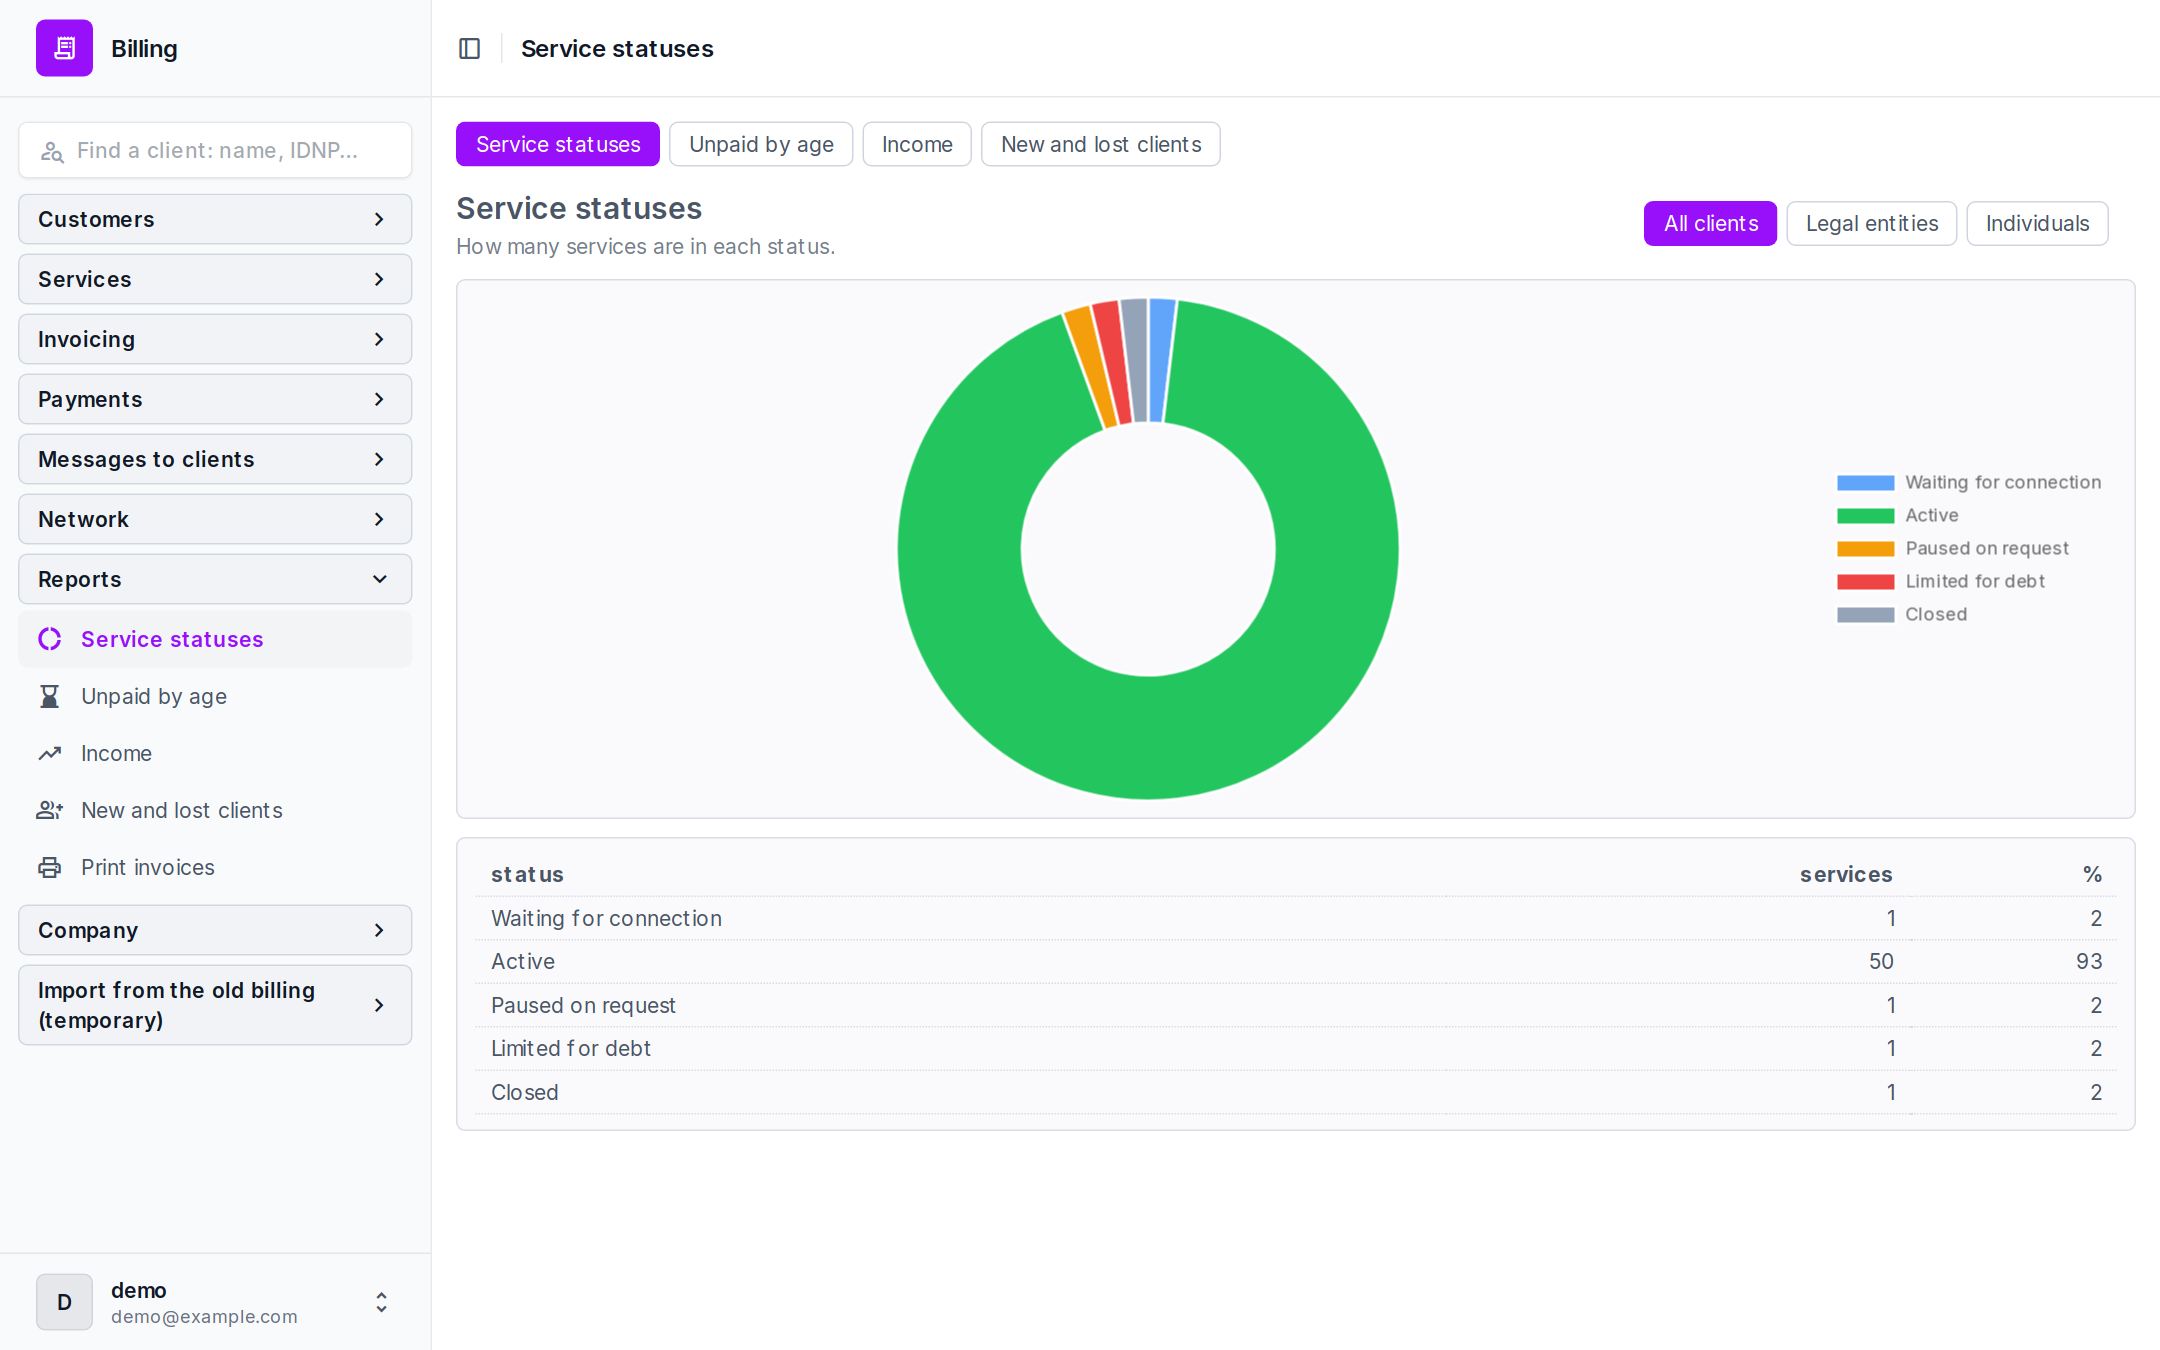 Billing
Service statuses
Find a client: name, IDNP...
Customers
Services
Invoicing
Payments
Messages to clients
Network
Reports
Service statuses
Unpaid by age
Income
New and lost clients
Print invoices
Company
Import from the old billing
(temporary)
D
demo
demo@example.com
Service statuses
Unpaid by age
Income
New and lost clients
Service statuses
How many services are in each status.
All clients
Legal entities
Individuals
Waiting for connection
Active
Paused on request
Limited for debt
Closed
status services %
Waiting for connection 1 2
Active 50 93
Paused on request 1 2
Limited for debt 1 2
Closed 1 2